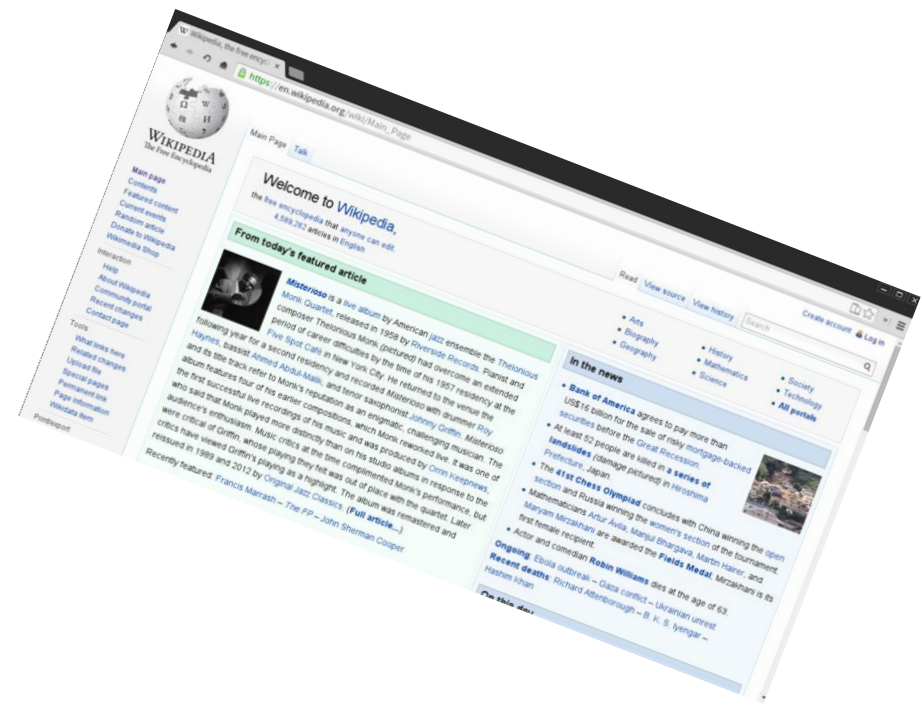 Wikipedia, the free encyc
https://en.wikipedia.org/wiki/Main_Page
WIKIPEDIA
The Free Encyclopedia
Main page
Contents
Featured content
Current events
Random article
Donate to Wikipedia
Wikimedia Shop
Interaction
Help
About Wikipedia
Community portal
Recent changes
Contact page
Tools
What links here
Related changes
Upload file
Special pages
Permanent link
Page information
Wikidata item
Print/export
Main Page Talk
Read View source View history
Search
Create account Log in
Welcome to Wikipedia,
the free encyclopedia that anyone can edit.
4,589,262 articles in English
Arts
Biography
Geography
History
Mathematics
Science
Society
Technology
All portals
From today's featured article
Misterioso is a live album by American jazz ensemble the Thelonious
Monk Quartet, released in 1958 by Riverside Records. Pianist and
composer Thelonious Monk (pictured) had overcome an extended
period of career difficulties by the time of his 1957 residency at the
Five Spot Café in New York City. He returned to the venue the
following year for a second residency and recorded Misterioso with drummer Roy
Haynes, bassist Ahmed Abdul-Malik, and tenor saxophonist Johnny Griffin. Misterioso
and its title track refer to Monk's reputation as an enigmatic, challenging musician. The
album features four of his earlier compositions, which Monk reworked live. It was one of
the first successful live recordings of his music and was produced by Orrin Keepnews,
who said that Monk played more distinctly than on his studio albums in response to the
audience's enthusiasm. Music critics at the time complimented Monk's performance, but
were critical of Griffin, whose playing they felt was out of place with the quartet. Later
critics have viewed Griffin's playing as a highlight. The album was remastered and
reissued in 1989 and 2012 by Original Jazz Classics. (Full article...)
Recently featured: Francis Marrash – The FP – John Sherman Cooper
In the news
Bank of America agrees to pay more than
US$16 billion for the sale of risky mortgage-backed
securities before the Great Recession.
At least 52 people are killed in a series of
landslides (damage pictured) in Hiroshima
Prefecture, Japan.
The 41st Chess Olympiad concludes with China winning the open
section and Russia winning the women's section of the tournament.
Mathematicians Artur Avila, Manjul Bhargava, Martin Hairer, and
Maryam Mirzakhani are awarded the Fields Medal; Mirzakhani is its
first female recipient.
Actor and comedian Robin Williams dies at the age of 63.
Ongoing: Ebola outbreak – Gaza conflict – Ukrainian unrest
Recent deaths: Richard Attenborough – B. K. S. Iyengar –
Hashim Khan
On this day